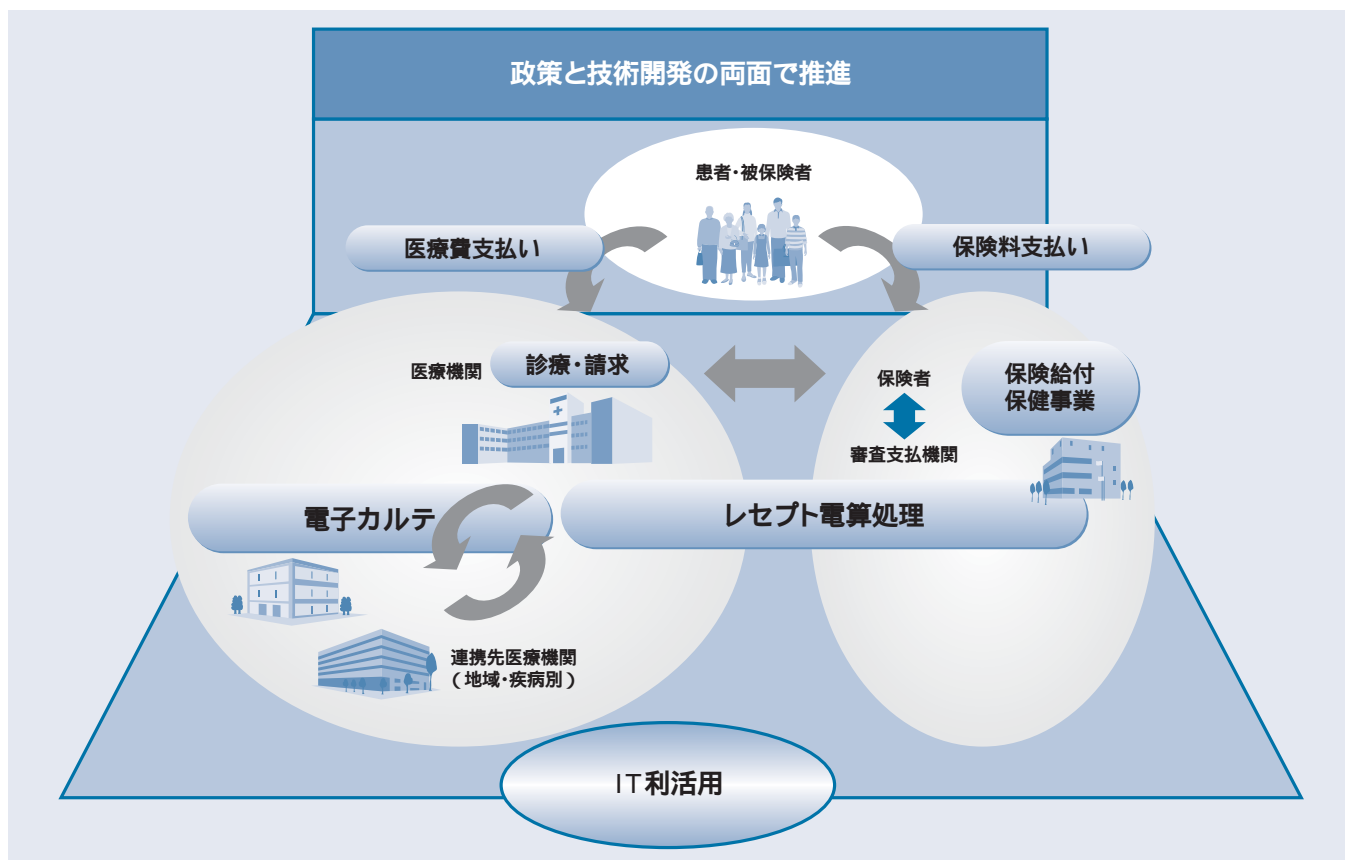 政策と技術開発の両面で推進
患者・被保険者
医療費支払い
保険料支払い
医療機関
診療・請求
保険者
審査支払機関
保険給付
保健事業
電子カルテ
レセプト電算処理
連携先医療機関
(地域・疾病別)
IT利活用